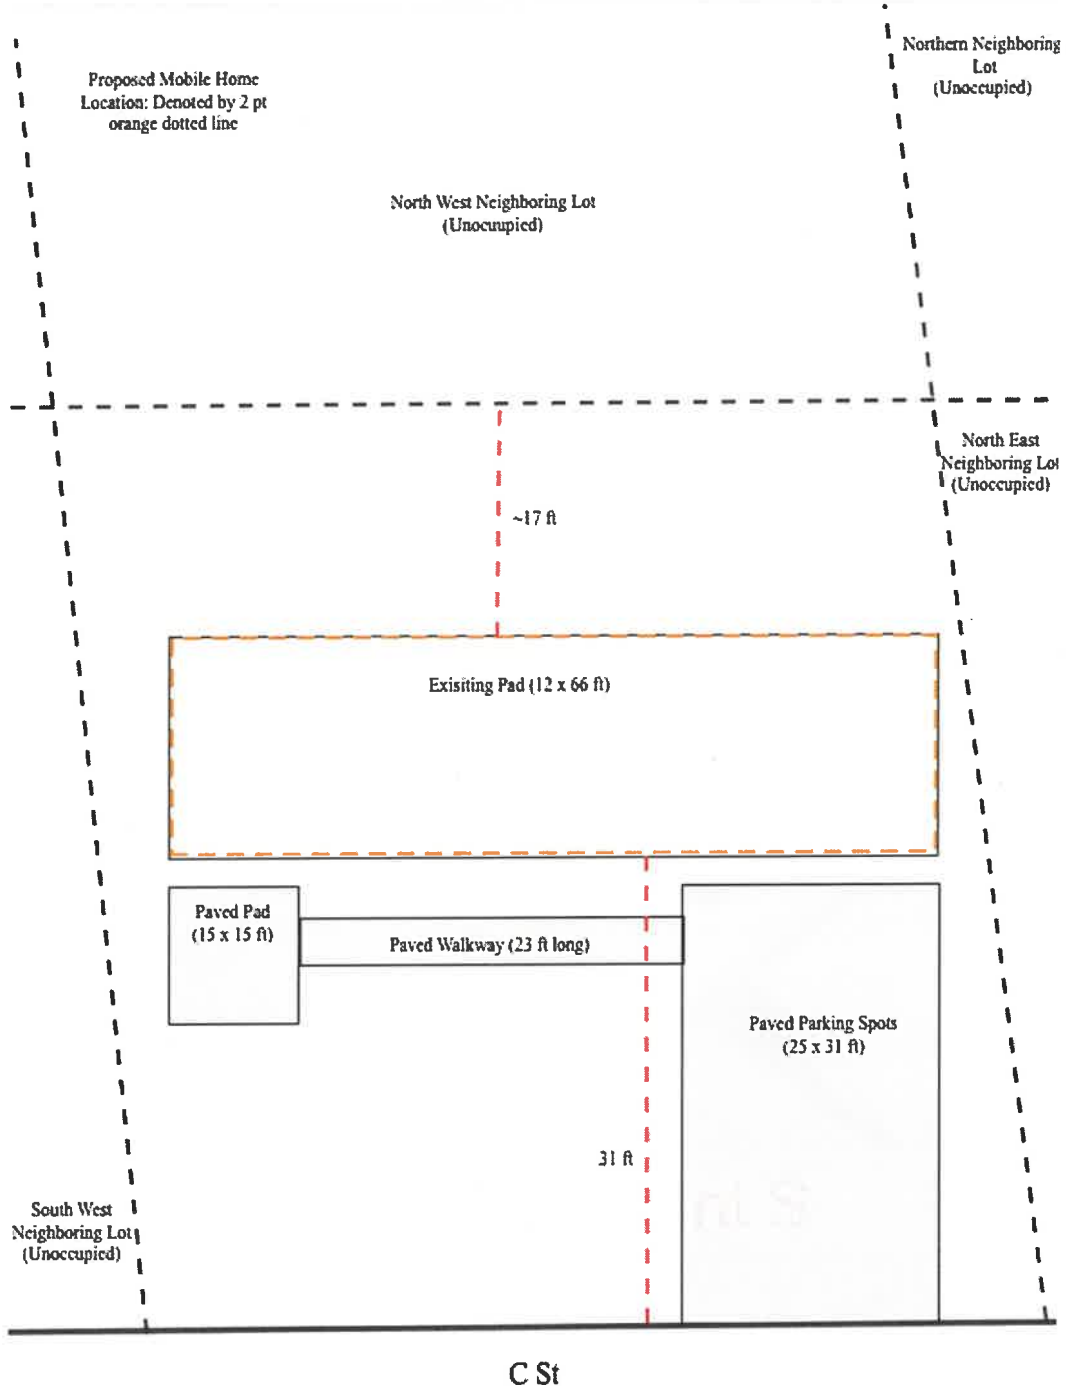 Proposed Mobile Home
Location: Denoted by 2 pt
orange dotted line
Northern Neighboring
Lot
(Unoccupied)
North West Neighboring Lot
(Unocuupied)
North East
Neighboring Lot
(Unoccupied)
~17 ft
Exisiting Pad (12 x 66 ft)
Paved Pad
(15 x 15 ft)
Paved Walkway (23 ft long)
Paved Parking Spots
(25 x 31 ft)
31 ft
South West
Neighboring Lot
(Unoccupied)
C St